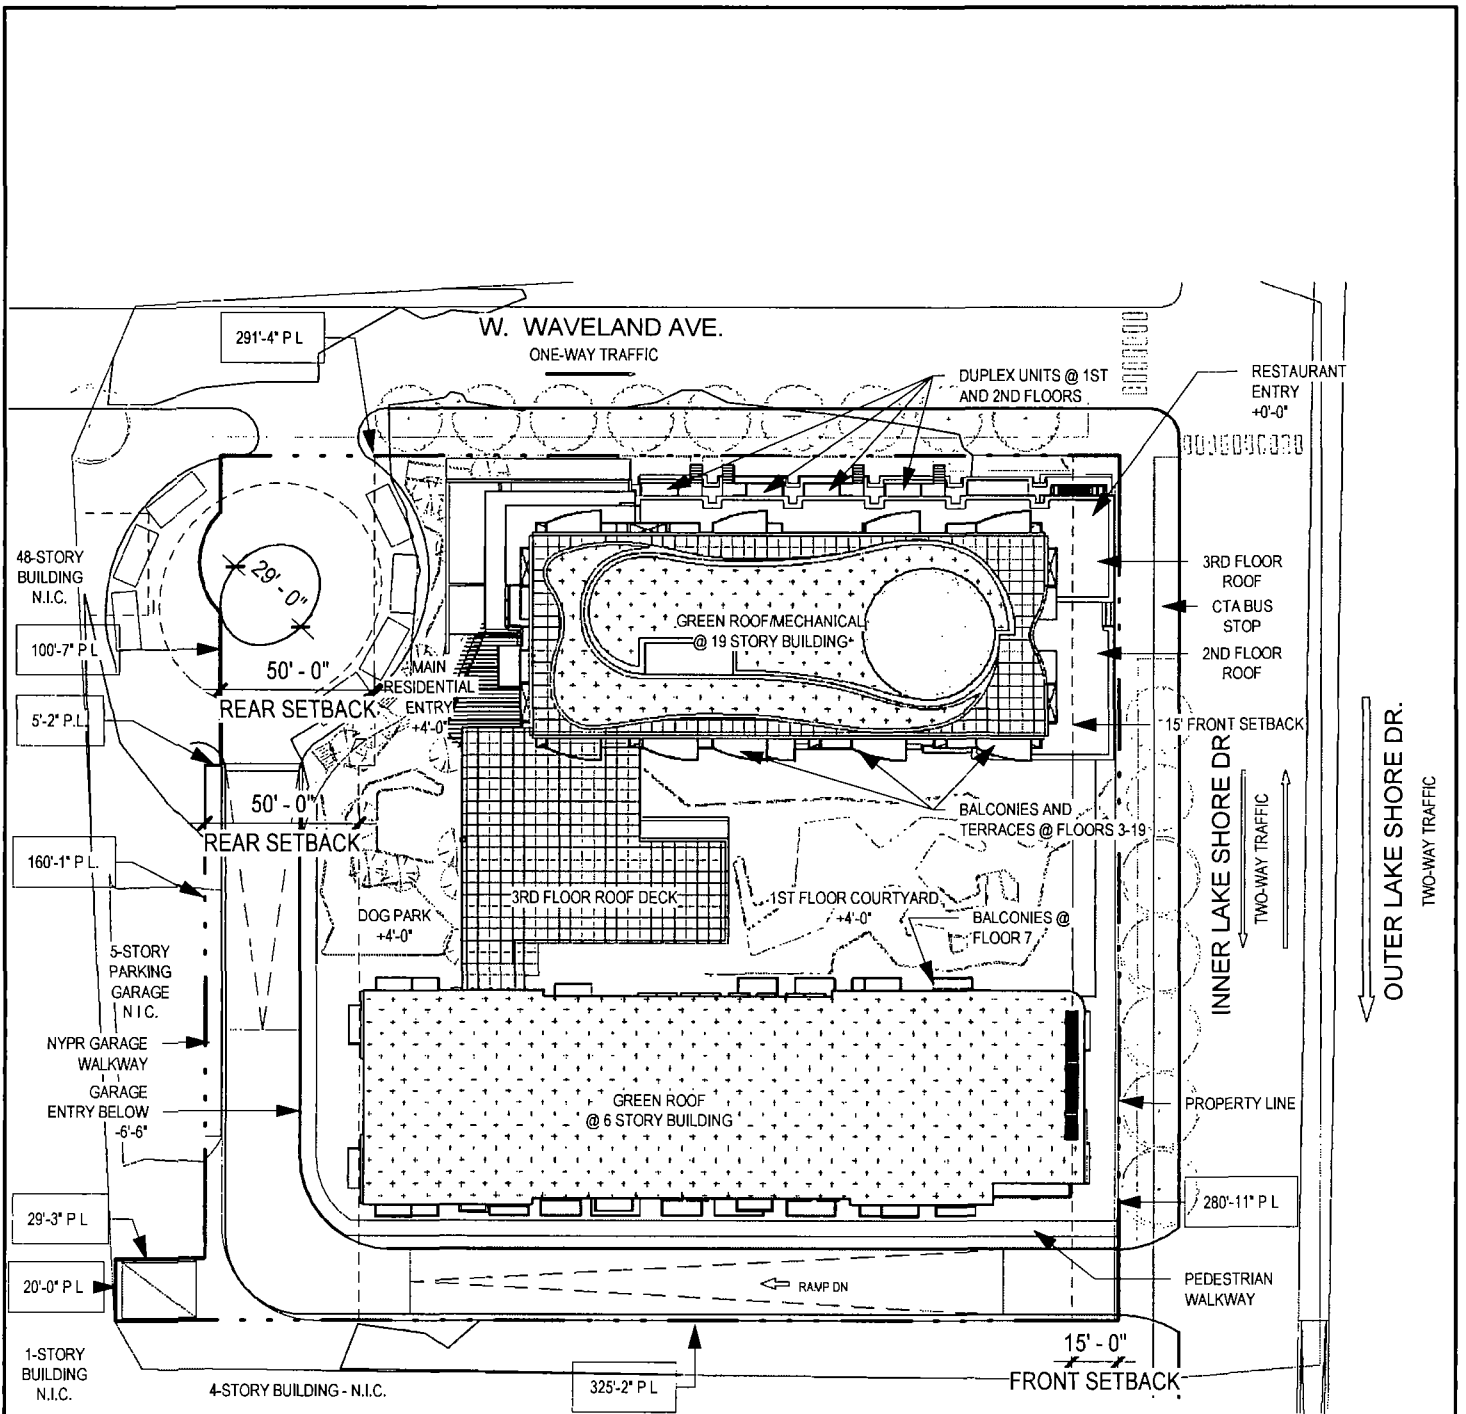 291'-4" P L
W. WAVELAND AVE.
ONE-WAY TRAFFIC
DUPLEX UNITS @ 1ST
AND 2ND FLOORS
RESTAURANT
ENTRY
+0'-0"
48-STORY
BUILDING
N.I.C.
29'-0"
3RD FLOOR
ROOF
CTA BUS
STOP
2ND FLOOR
ROOF
GREEN ROOF/MECHANICAL
@ 19 STORY BUILDING
100'-7" P L
50'-0"
REAR SETBACK
MAIN
RESIDENTIAL
ENTRY
+4'-0"
5'-2" P.L.
15' FRONT SETBACK
50'-0"
REAR SETBACK
BALCONIES AND
TERRACES @ FLOORS 3-19
INNER LAKE SHORE DR.
TWO-WAY TRAFFIC
OUTER LAKE SHORE DR.
TWO-WAY TRAFFIC
160'-1" P L.
3RD FLOOR ROOF DECK
1ST FLOOR COURTYARD
+4'-0"
DOG PARK
+4'-0"
BALCONIES @
FLOOR 7
5-STORY
PARKING
GARAGE
N I C.
NYPR GARAGE
WALKWAY
GARAGE
ENTRY BELOW
-6'-6"
GREEN ROOF
@ 6 STORY BUILDING
PROPERTY LINE
29'-3" P L
280'-11" P L
20'-0" P L
RAMP DN
PEDESTRIAN
WALKWAY
1-STORY
BUILDING
N.I.C.
4-STORY BUILDING - N.I.C.
325'-2" P L
15'-0"
FRONT SETBACK